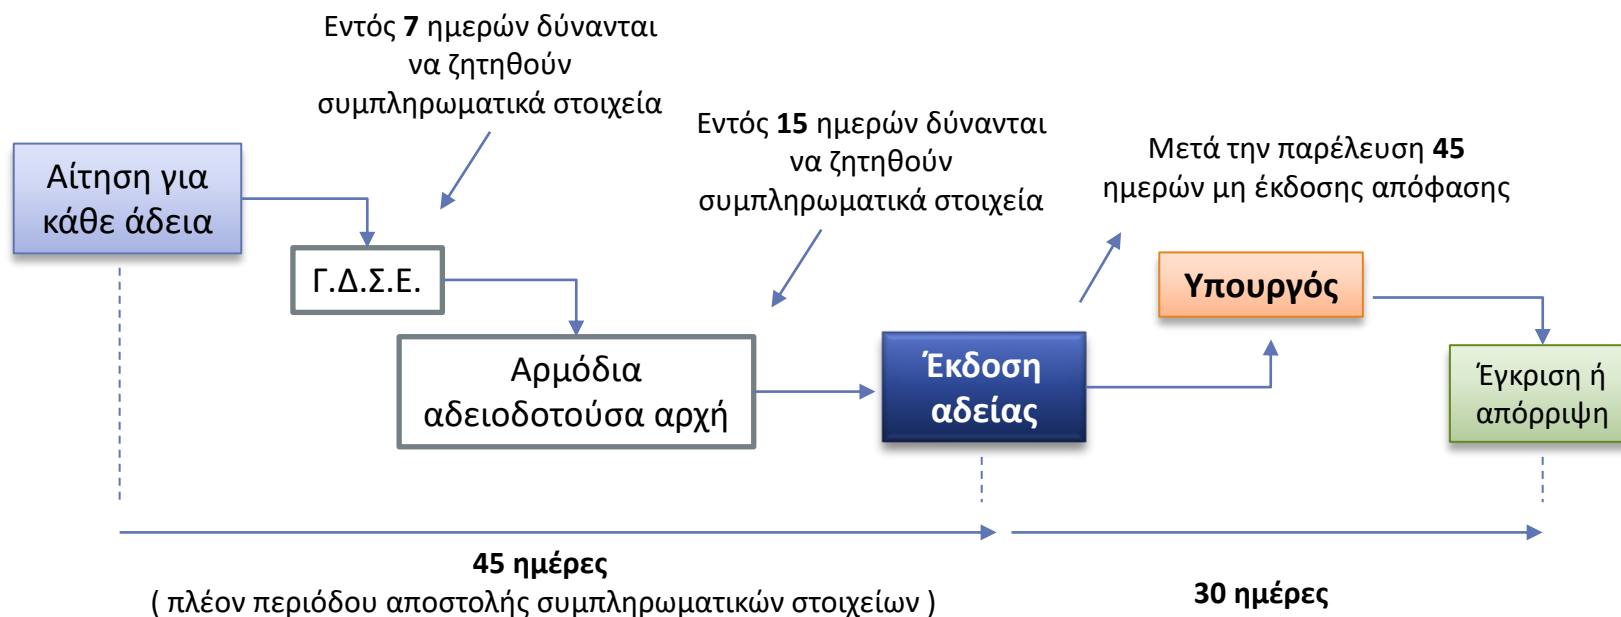 Εντός 7 ημερών δύνανται
να ζητηθούν
συμπληρωματικά στοιχεία
Εντός 15 ημερών δύνανται
να ζητηθούν
συμπληρωματικά στοιχεία
Μετά την παρέλευση 45
ημερών μη έκδοσης απόφασης
Αίτηση για
κάθε άδεια
Γ.Δ.Σ.Ε.
Αρμόδια
αδειοδοτούσα αρχή
Έκδοση
αδείας
Υπουργός
Έγκριση ή
απόρριψη
45 ημέρες
( πλέον περιόδου αποστολής συμπληρωματικών στοιχείων )
30 ημέρες